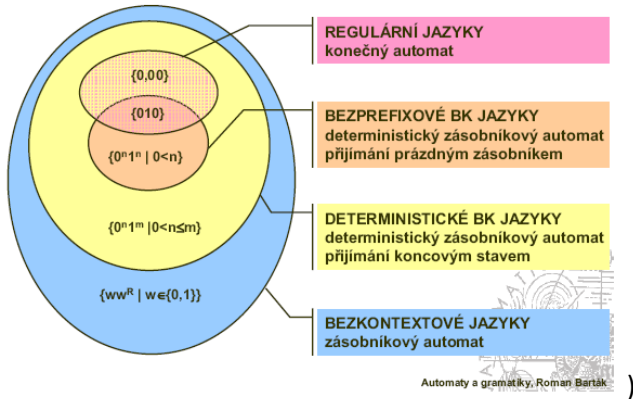 {0,00}
{010}
{0ⁿ1ⁿ | 0<n}
{0ⁿ1ᵐ |0<n≤m}
{wwᴿ | w∈{0,1}}
REGULÁRNÍ JAZYKY
konečný automat
BEZPREFIXOVÉ BK JAZYKY
deterministický zásobníkový automat
přijímání prázdným zásobníkem
DETERMINISTICKÉ BK JAZYKY
deterministický zásobníkový automat
přijímání koncovým stavem
BEZKONTEXTOVÉ JAZYKY
zásobníkový automat
Automaty a gramatiky, Roman Barták
)